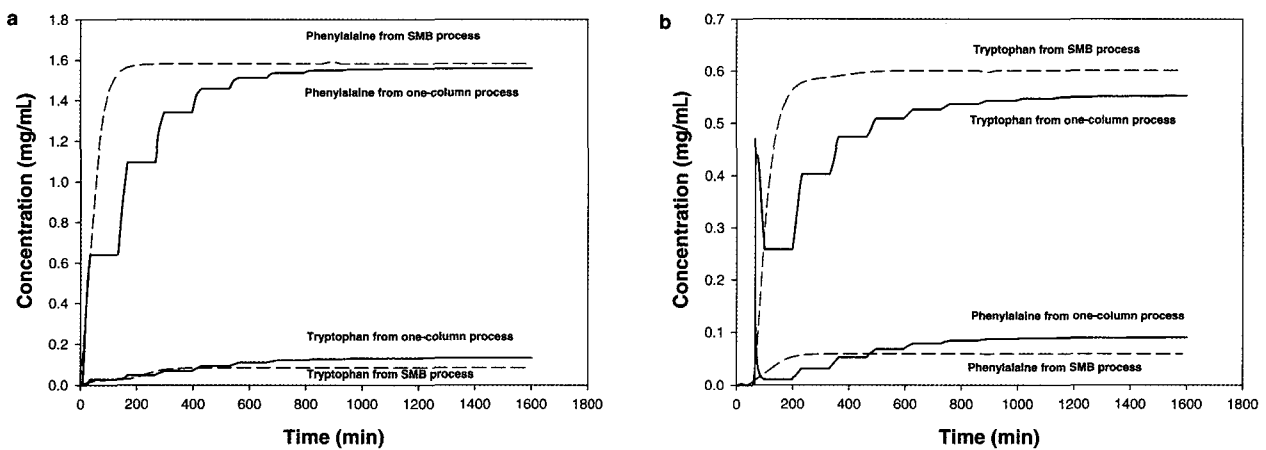 a
1.8
1.6
1.4
1.2
1.0
0.8
0.6
0.4
0.2
0.0
Concentration (mg/mL)
Phenylalaine from SMB process
Phenylalaine from one-column process
Tryptophan from one-column process
Tryptophan from SMB process
0 200 400 600 800 1000 1200 1400 1600 1800
Time (min)
b
0.7
0.6
0.5
0.4
0.3
0.2
0.1
0.0
Concentration (mg/mL)
Tryptophan from SMB process
Tryptophan from one-column process
Phenylalaine from one-column process
Phenylalaine from SMB process
0 200 400 600 800 1000 1200 1400 1600 1800
Time (min)